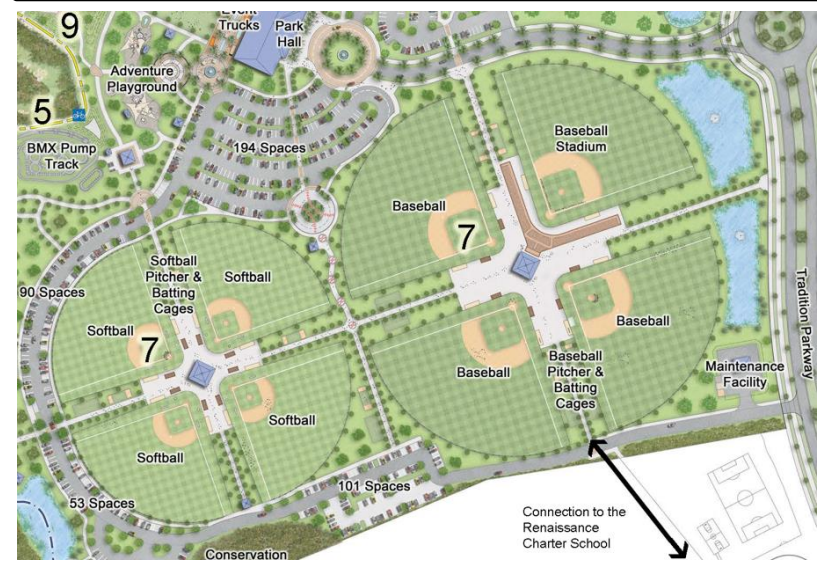 9
Event
Trucks
Park
Hall
Adventure
Playground
5
BMX Pump
Track
194 Spaces
Baseball
Stadium
Baseball
7
Softball
Pitcher &
Batting
Cages
Softball
90 Spaces
Softball
7
Baseball
Tradition Parkway
Baseball
Baseball
Pitcher &
Batting
Cages
Maintenance
Facility
Softball
Softball
101 Spaces
53 Spaces
Connection to the
Renaissance
Charter School
Conservation